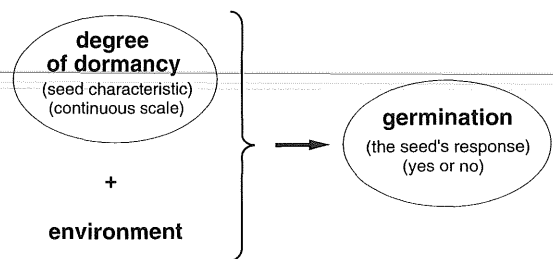 degree
of dormancy
(seed characteristic)
(continuous scale)
+
environment
germination
(the seed's response)
(yes or no)